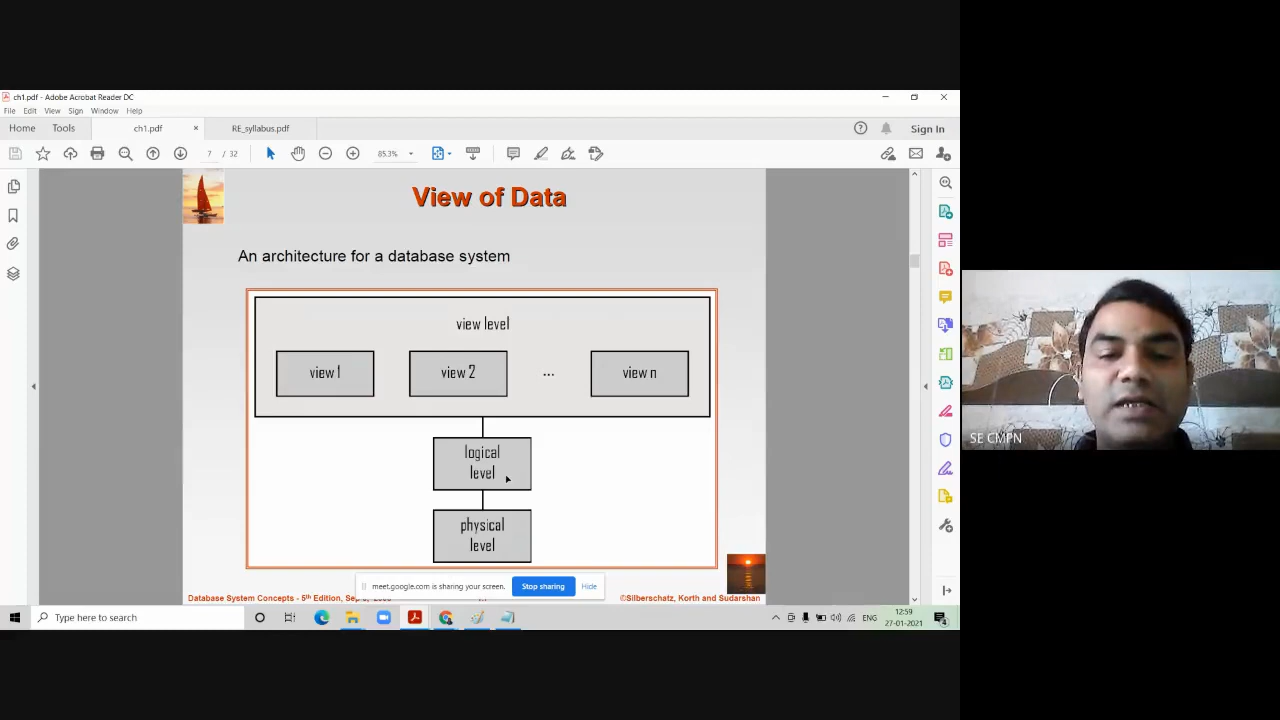 ch1.pdf - Adobe Acrobat Reader DC
File Edit View Sign Window Help
Home Tools ch1.pdf × RE_syllabus.pdf Sign In
7 / 32 85.3%
View of Data
An architecture for a database system
view level
view 1 view 2 ... view n
logical
level
physical
level
meet.google.com is sharing your screen. Stop sharing Hide
Database System Concepts - 5th Edition, ©Silberschatz, Korth and Sudarshan
Type here to search ENG 12:59
27-01-2021
SE CMPN